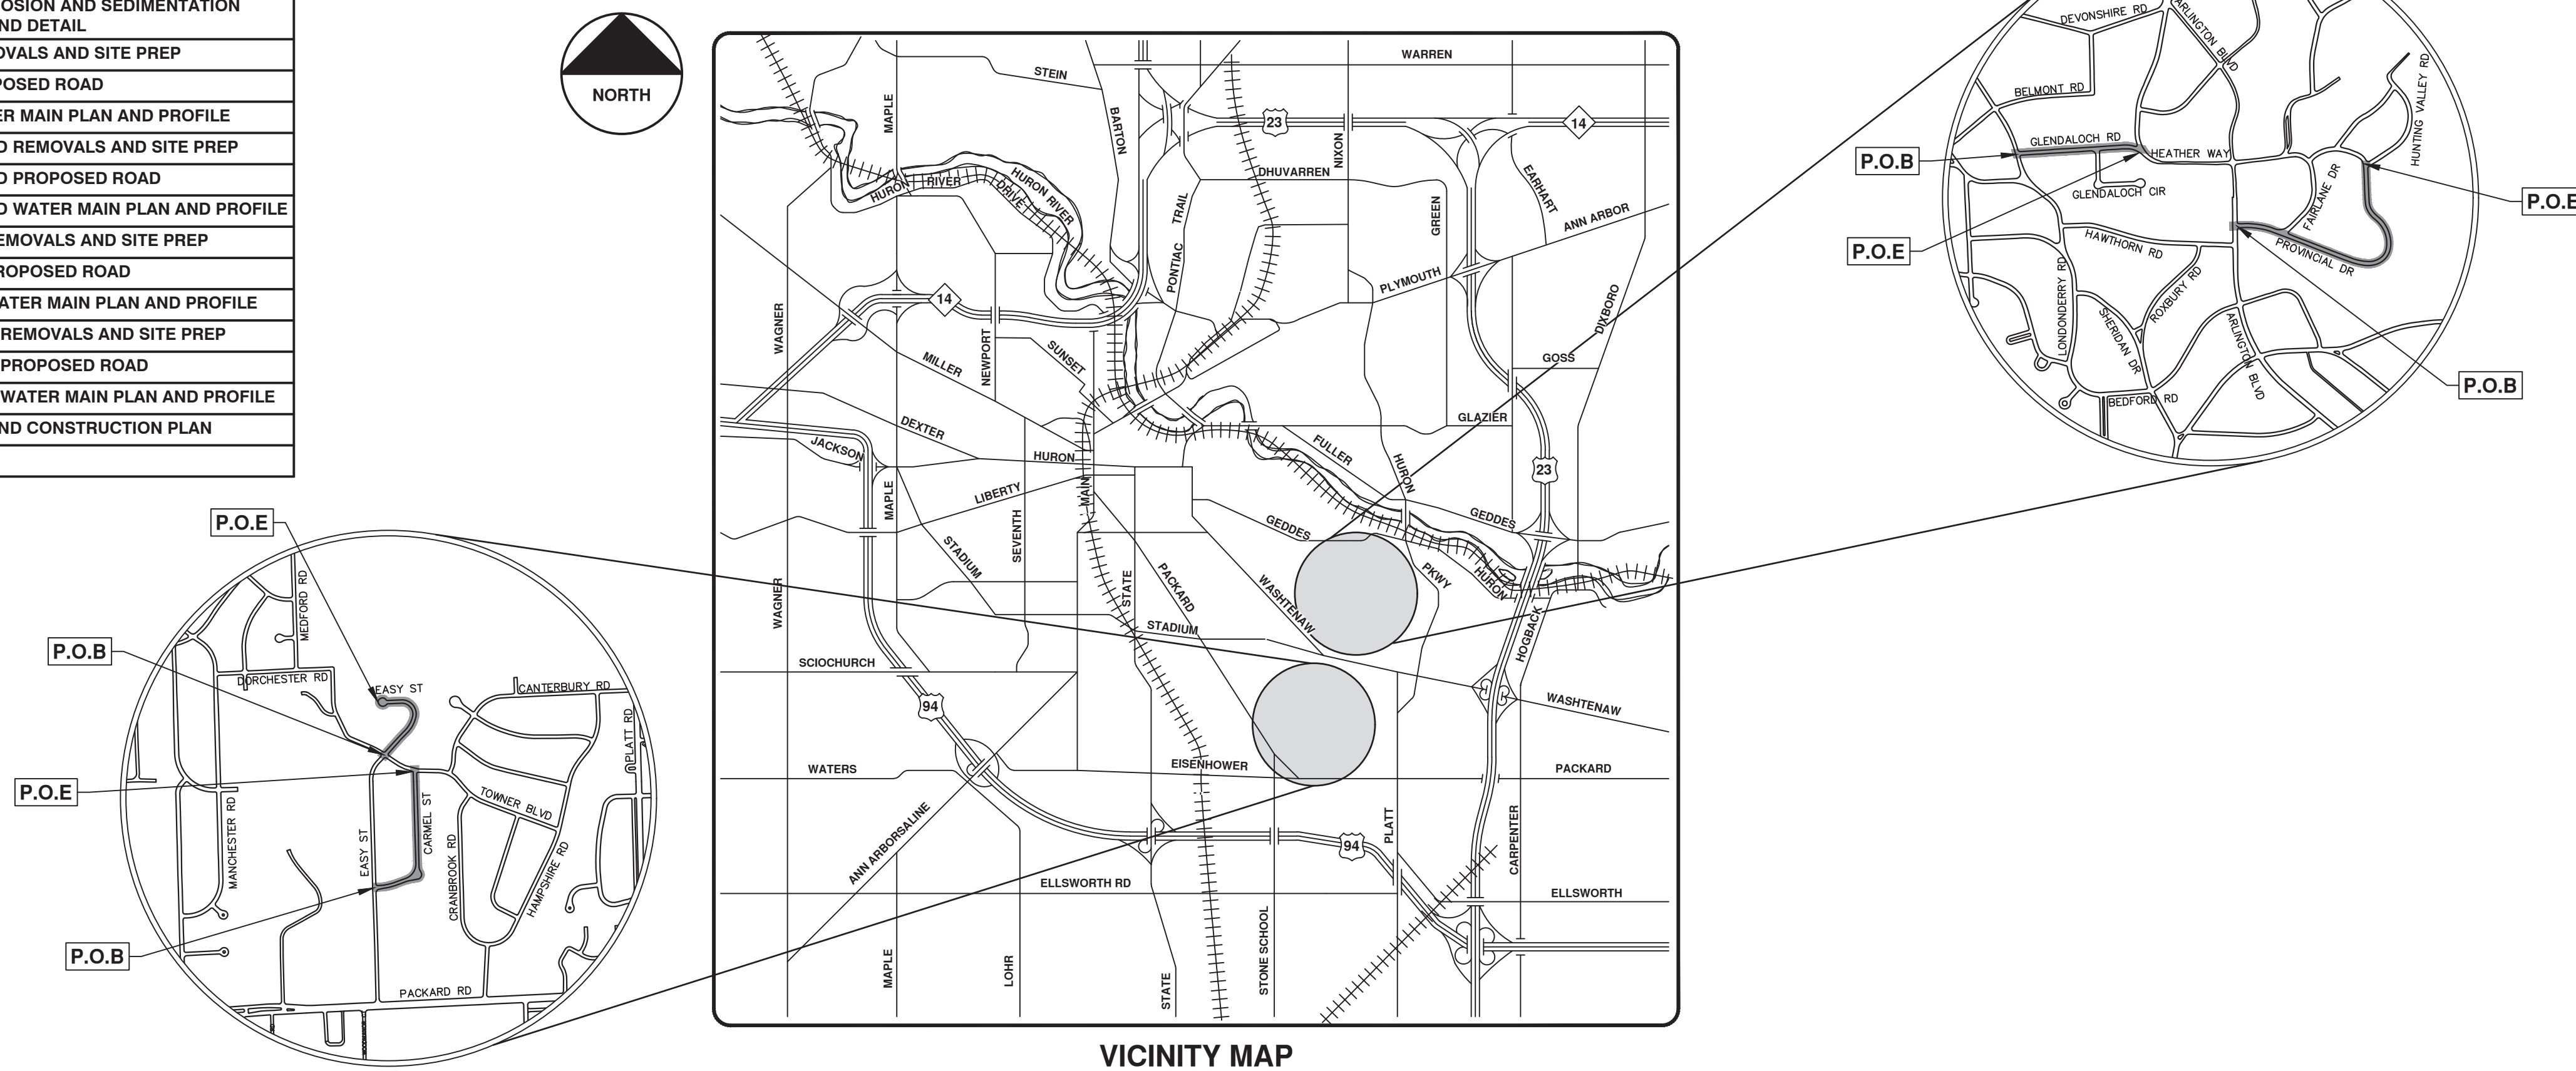 OSION AND SEDIMENTATION
ND DETAIL
OVALS AND SITE PREP
POSED ROAD
ER MAIN PLAN AND PROFILE
D REMOVALS AND SITE PREP
D PROPOSED ROAD
D WATER MAIN PLAN AND PROFILE
EMOVALS AND SITE PREP
ROPOSED ROAD
ATER MAIN PLAN AND PROFILE
REMOVALS AND SITE PREP
PROPOSED ROAD
WATER MAIN PLAN AND PROFILE
ND CONSTRUCTION PLAN
NORTH
P.O.E
P.O.B
P.O.E
P.O.B
MEDFORD RD
DORCHESTER RD
EASY ST
CANTERBURY RD
PLATT RD
MANCHESTER RD
EASY ST
CARMEL ST
CRANBROOK RD
TOWNER BLVD
HAMPSHIRE RD
PACKARD RD
WARREN
STEIN
MAPLE
BARTON
23
NIXON
14
HURON RIVER
DRIVE
HURON RIVER
DHUVARREN
EARHART
PONTIAC TRAIL
GREEN
ANN ARBOR
PLYMOUTH
14
WAGNER
NEWPORT
SUNSET
MILLER
DIXBORO
GOSS
DEXTER
JACKSON
HURON
FULLER
HURON
GLAZIER
23
MAPLE
LIBERTY
MAIN
SEVENTH
STADIUM
GEDDES
GEDDES
WAGNER
STATE
PACKARD
WASHTENAW
PKWY
HURON
STADIUM
HOGBACK
SCIOCHURCH
94
WASHTENAW
WATERS
EISENHOWER
PACKARD
ANN ARBORSALINE
PLATT
94
CARPENTER
ELLSWORTH RD
ELLSWORTH
MAPLE
LOHR
STATE
STONE SCHOOL
VICINITY MAP
DEVONSHIRE RD
ARLINGTON BLVD
BELMONT RD
HUNTING VALLEY RD
GLENDALOCH RD
HEATHER WAY
GLENDALOCH CIR
FAIRLANE DR
HAWTHORN RD
PROVINCIAL DR
LONDONDERRY RD
ROXBURY RD
SHERIDAN DR
ARLINGTON BLVD
BEDFORD RD
P.O.B
P.O.E
P.O.E
P.O.B